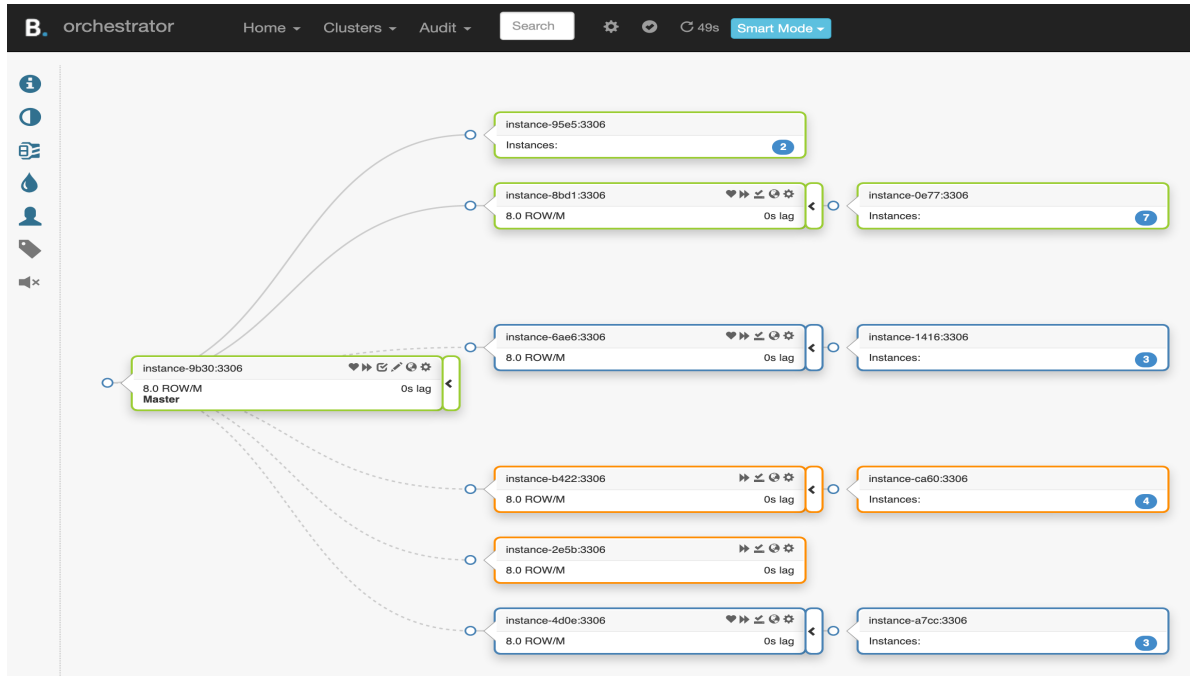 B. orchestrator Home Clusters Audit Search 49s Smart Mode
instance-95e5:3306
Instances: 2
instance-8bd1:3306
8.0 ROW/M 0s lag
instance-0e77:3306
Instances: 7
instance-6ae6:3306
8.0 ROW/M 0s lag
instance-1416:3306
Instances: 3
instance-9b30:3306
8.0 ROW/M 0s lag
Master
instance-b422:3306
8.0 ROW/M 0s lag
instance-ca60:3306
Instances: 4
instance-2e5b:3306
8.0 ROW/M 0s lag
instance-4d0e:3306
8.0 ROW/M 0s lag
instance-a7cc:3306
Instances: 3